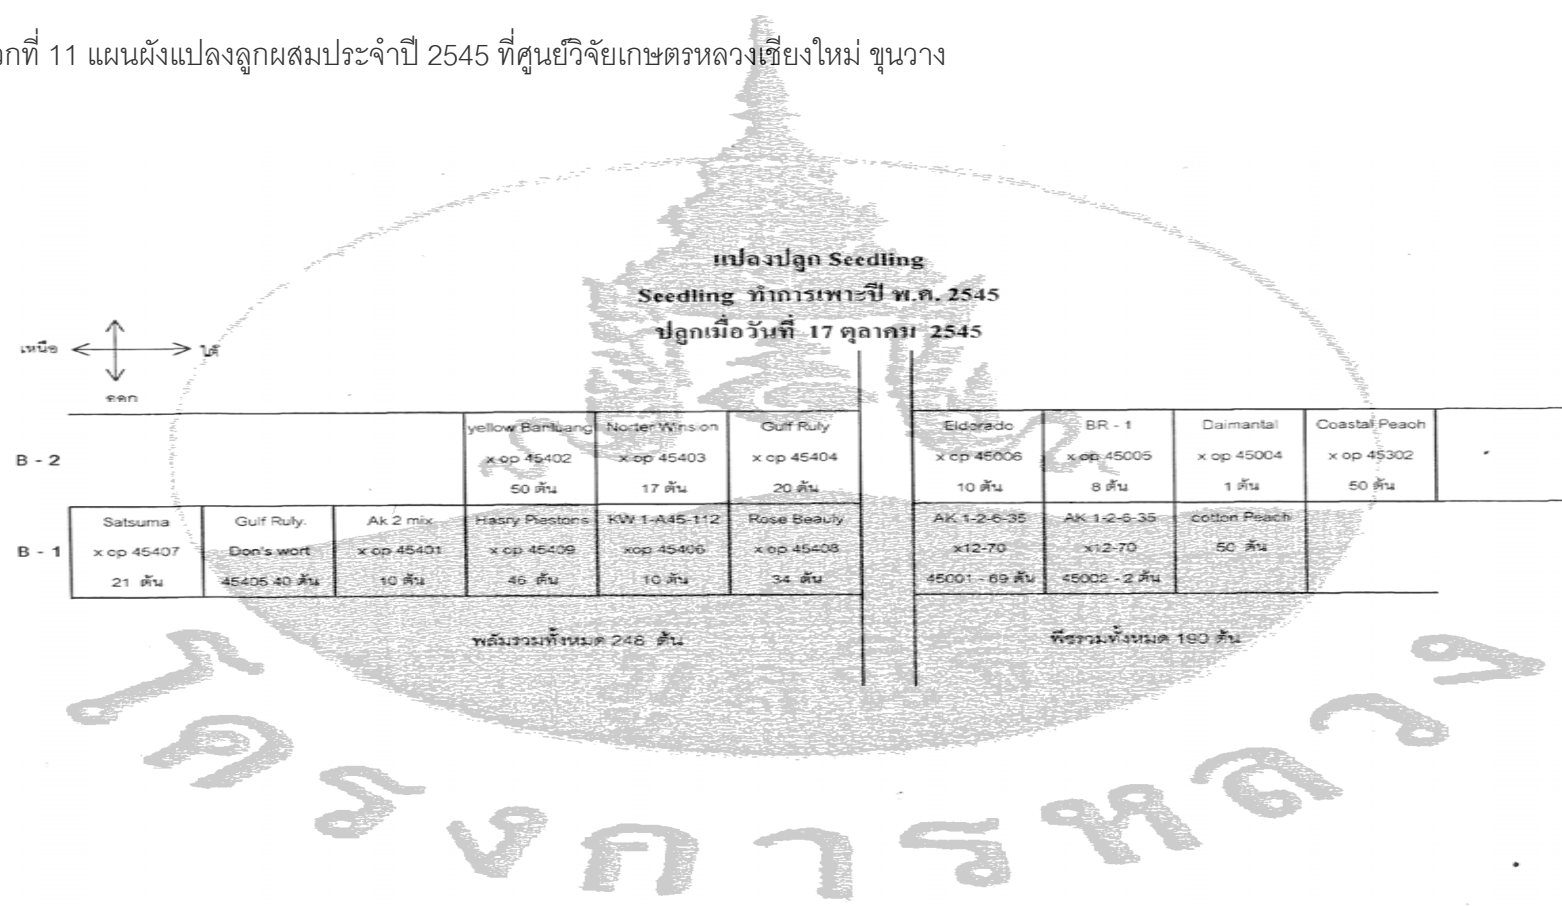 กที่ 11 แผนผังแปลงลูกผสมประจำปี 2545 ที่ศูนย์วิจัยเกษตรหลวงเชียงใหม่ ขุนวาง
แปลงปลูก Seedling
Seedling ทำการเพาะปี พ.ศ. 2545
ปลูกเมื่อวันที่ 17 ตุลาคม 2545
เหนือ ใต้
ออก
B - 2
yellow Banluang
x op 45402
50 ต้น
Norter Winsion
x op 45403
17 ต้น
Gulf Ruly
x op 45404
20 ต้น
Eldorado
x op 45006
10 ต้น
BR - 1
x op 45005
8 ต้น
Daimantal
x op 45004
1 ต้น
Coastal Peach
x op 45302
50 ต้น
B - 1
Satsuma
x op 45407
21 ต้น
Gulf Ruly.
Don's wort
45405 40 ต้น
Ak 2 mix
x op 45401
10 ต้น
Hasry Piestons
x op 45409
46 ต้น
KW 1-A45-112
xop 45406
10 ต้น
Rose Beauly
x op 45408
34 ต้น
AK 1-2-6-35
x12-70
45001 - 69 ต้น
AK 1-2-6-35
x12-70
45002 - 2 ต้น
cotton Peach
50 ต้น
พลัมรวมทั้งหมด 248 ต้น
พีชรวมทั้งหมด 190 ต้น
โครงการหลวง